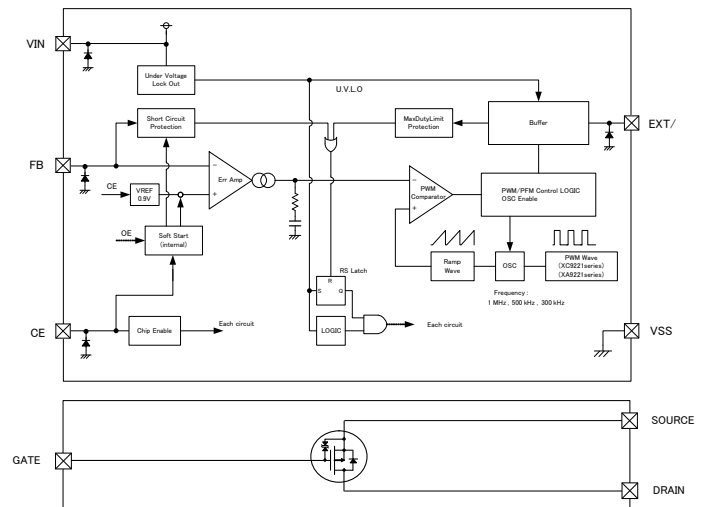 VIN
Under Voltage
Lock Out
U.V.L.O
Short Circuit
Protection
MaxDutyLimit
Protection
Buffer
EXT/
FB
CE
VREF
0.9V
−
+
Err Amp
−
+
PWM
Comparator
PWM/PFM Control LOGIC
OSC Enable
OE
Soft Start
(internal)
Ramp
Wave
OSC
PWM Wave
(XC9221series)
(XA9221series)
RS Latch
R
S
Q
Frequency :
1 MHz , 500 kHz , 300 kHz
CE
Chip Enable
Each circuit
LOGIC
Each circuit
VSS
SOURCE
GATE
DRAIN